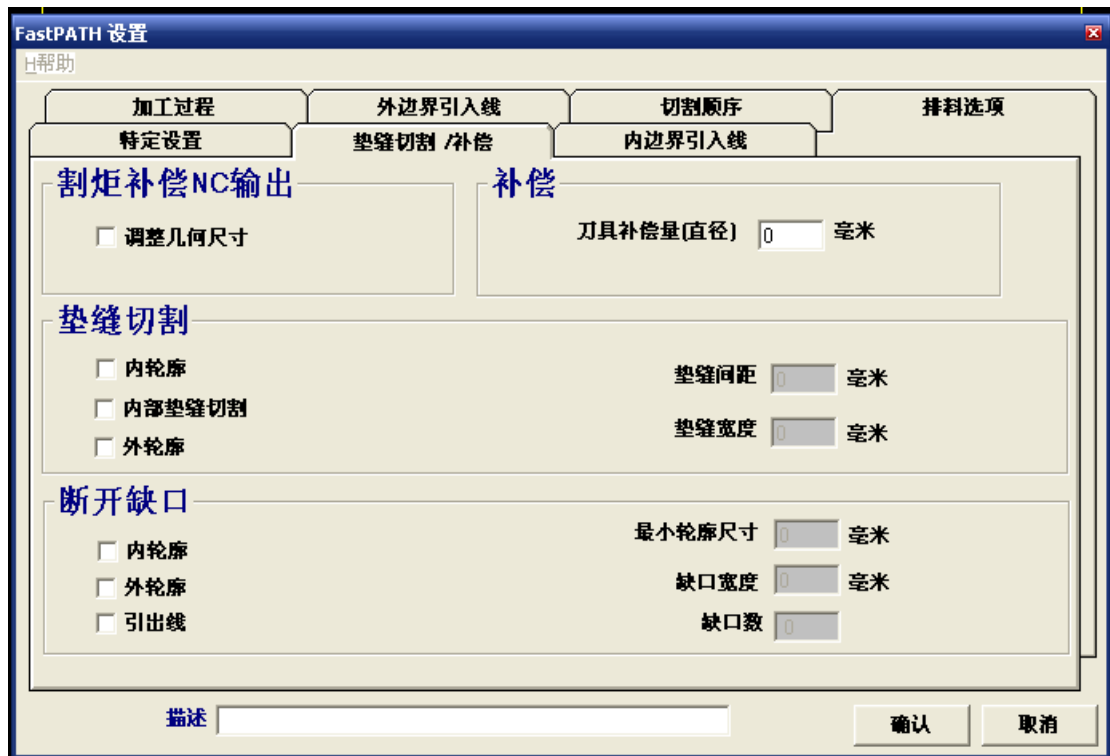 FastPATH 设置
H帮助
加工过程
外边界引入线
切割顺序
排料选项
特定设置
垫缝切割 /补偿
内边界引入线
割炬补偿NC输出
调整几何尺寸
补偿
刀具补偿量(直径) 0 毫米
垫缝切割
内轮廓
内部垫缝切割
外轮廓
垫缝间距 0 毫米
垫缝宽度 0 毫米
断开缺口
内轮廓
外轮廓
引出线
最小轮廓尺寸 0 毫米
缺口宽度 0 毫米
缺口数 0
描述
确认
取消